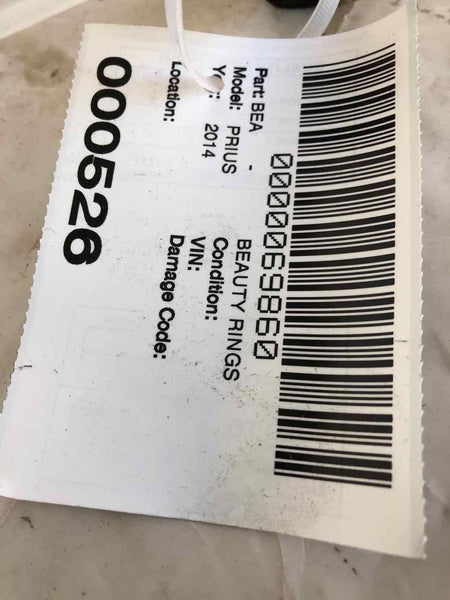 0000069860
Part: BEA - BEAUTY RINGS
Model: PRIUS Condition:
2014 VIN:
Location: Damage Code:
000526